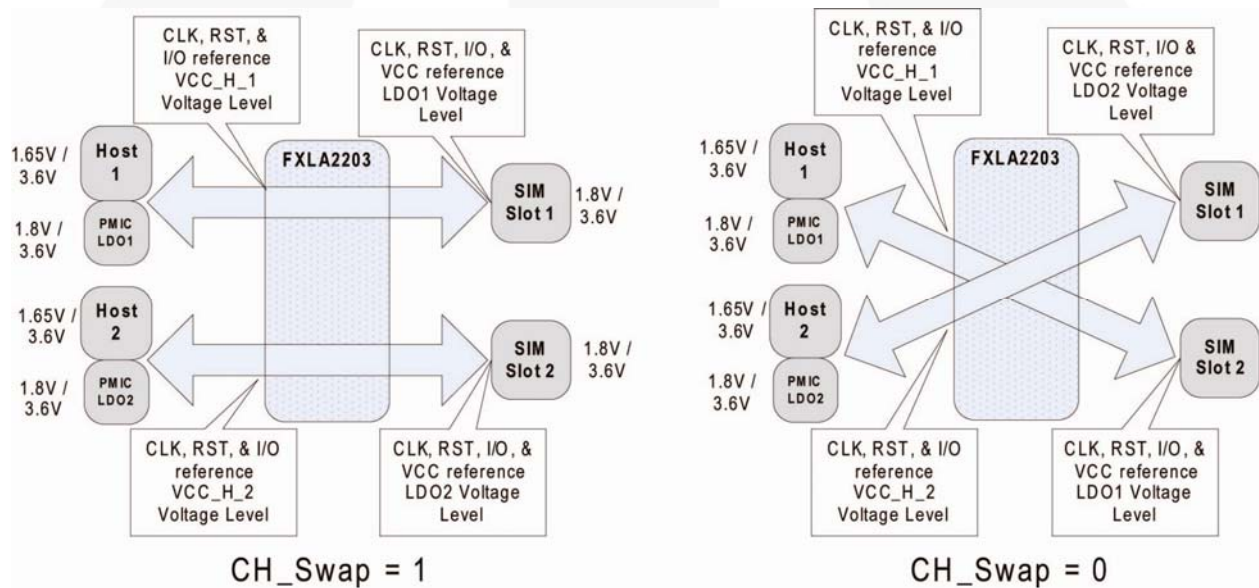 CLK, RST, &
I/O reference
VCC_H_1
Voltage Level
CLK, RST, I/O, &
VCC reference
LDO1 Voltage
Level
1.65V /
3.6V
Host
1
FXLA2203
1.8V /
3.6V
PMIC
LDO1
SIM
Slot 1
1.8V /
3.6V
1.65V /
3.6V
Host
2
1.8V /
3.6V
PMIC
LDO2
SIM
Slot 2
1.8V /
3.6V
CLK, RST, & I/O
reference
VCC_H_2
Voltage Level
CLK, RST, I/O, &
VCC reference
LDO2 Voltage
Level
CH_Swap = 1
CLK, RST, & I/O
reference
VCC_H_1
Voltage Level
CLK, RST, I/O &
VCC reference
LDO2 Voltage
Level
1.65V /
3.6V
Host
1
FXLA2203
1.8V /
3.6V
PMIC
LDO1
SIM
Slot 1
1.65V /
3.6V
Host
2
1.8V /
3.6V
PMIC
LDO2
SIM
Slot 2
CLK, RST, & I/O
reference
VCC_H_2
Voltage Level
CLK, RST, I/O, &
VCC reference
LDO1 Voltage
Level
CH_Swap = 0